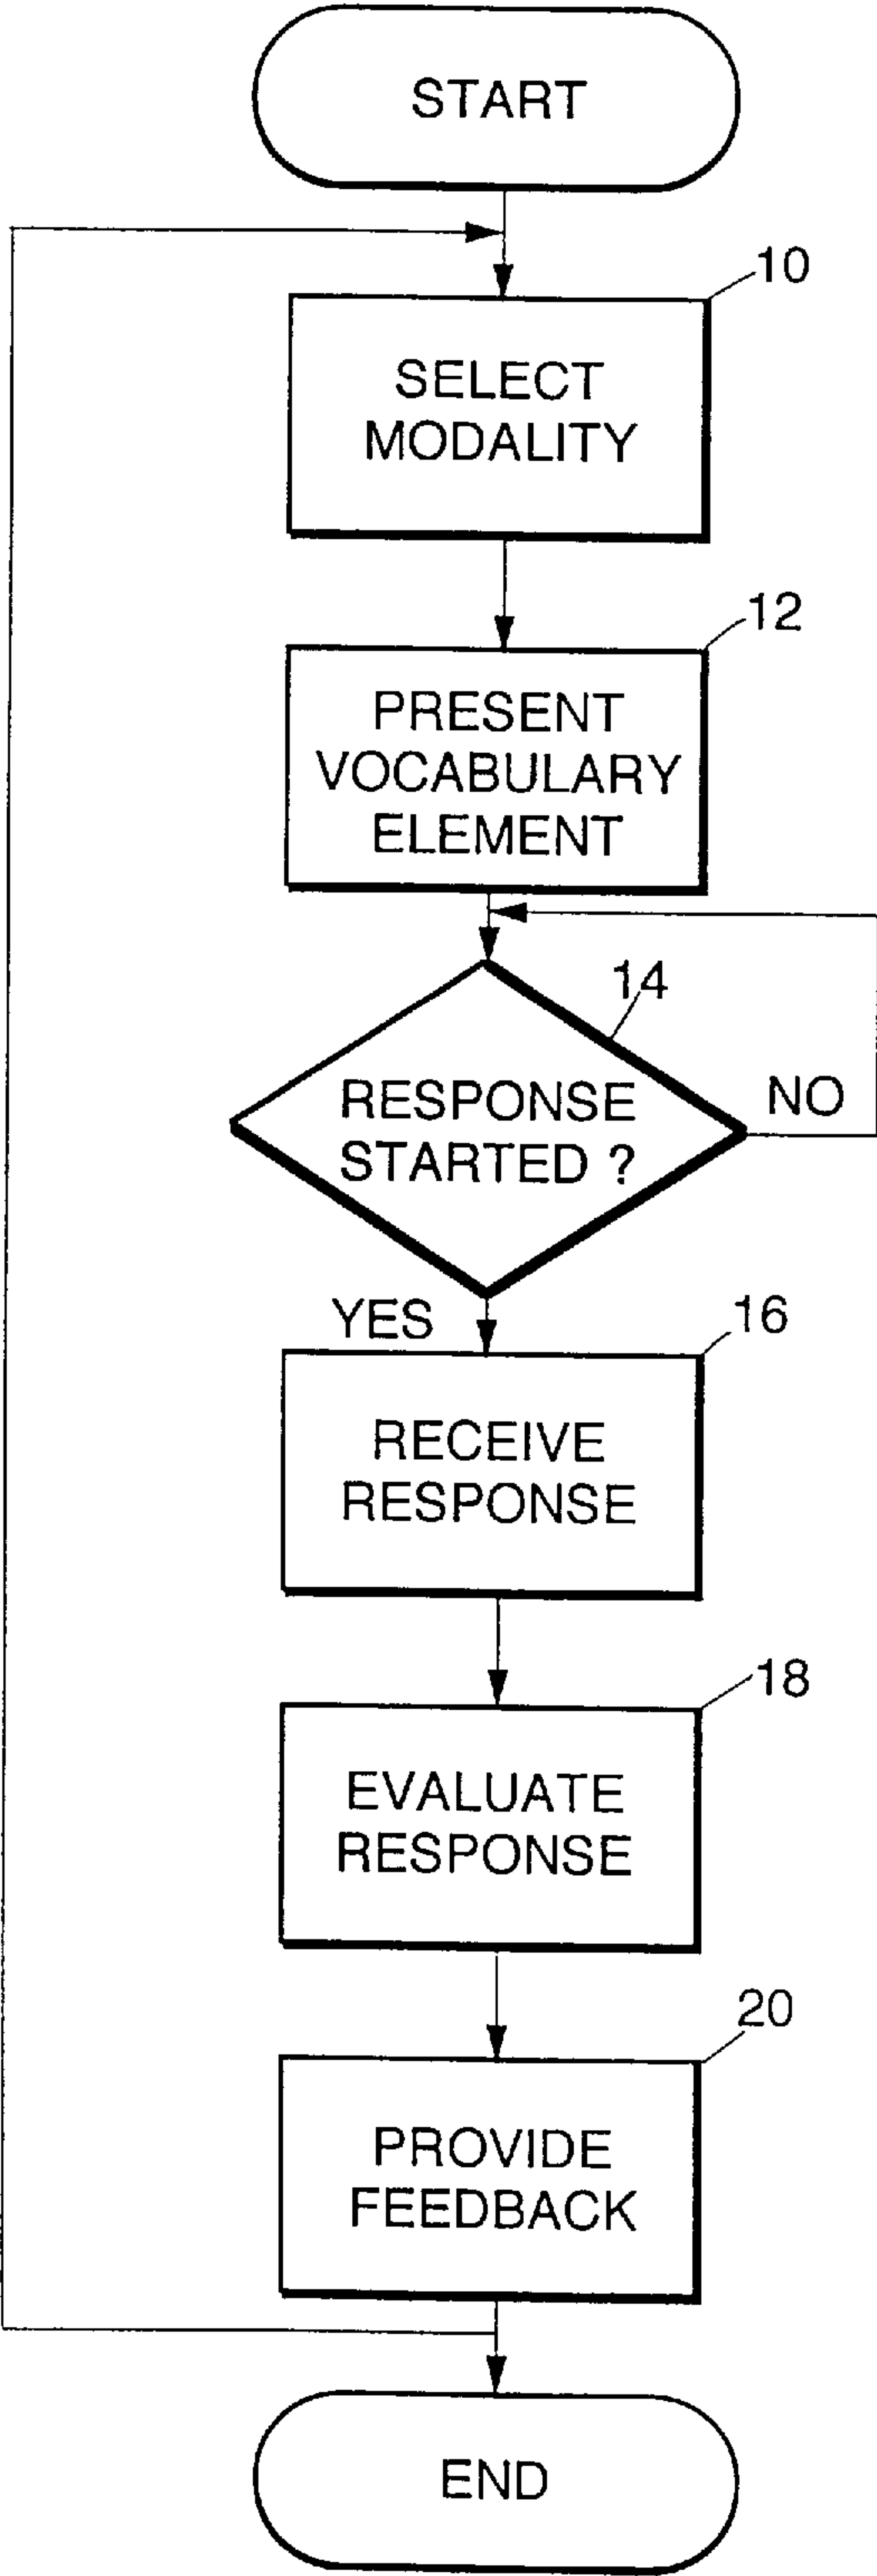 START
10
SELECT
MODALITY
12
PRESENT
VOCABULARY
ELEMENT
14
RESPONSE
STARTED ?
NO
YES
16
RECEIVE
RESPONSE
18
EVALUATE
RESPONSE
20
PROVIDE
FEEDBACK
END